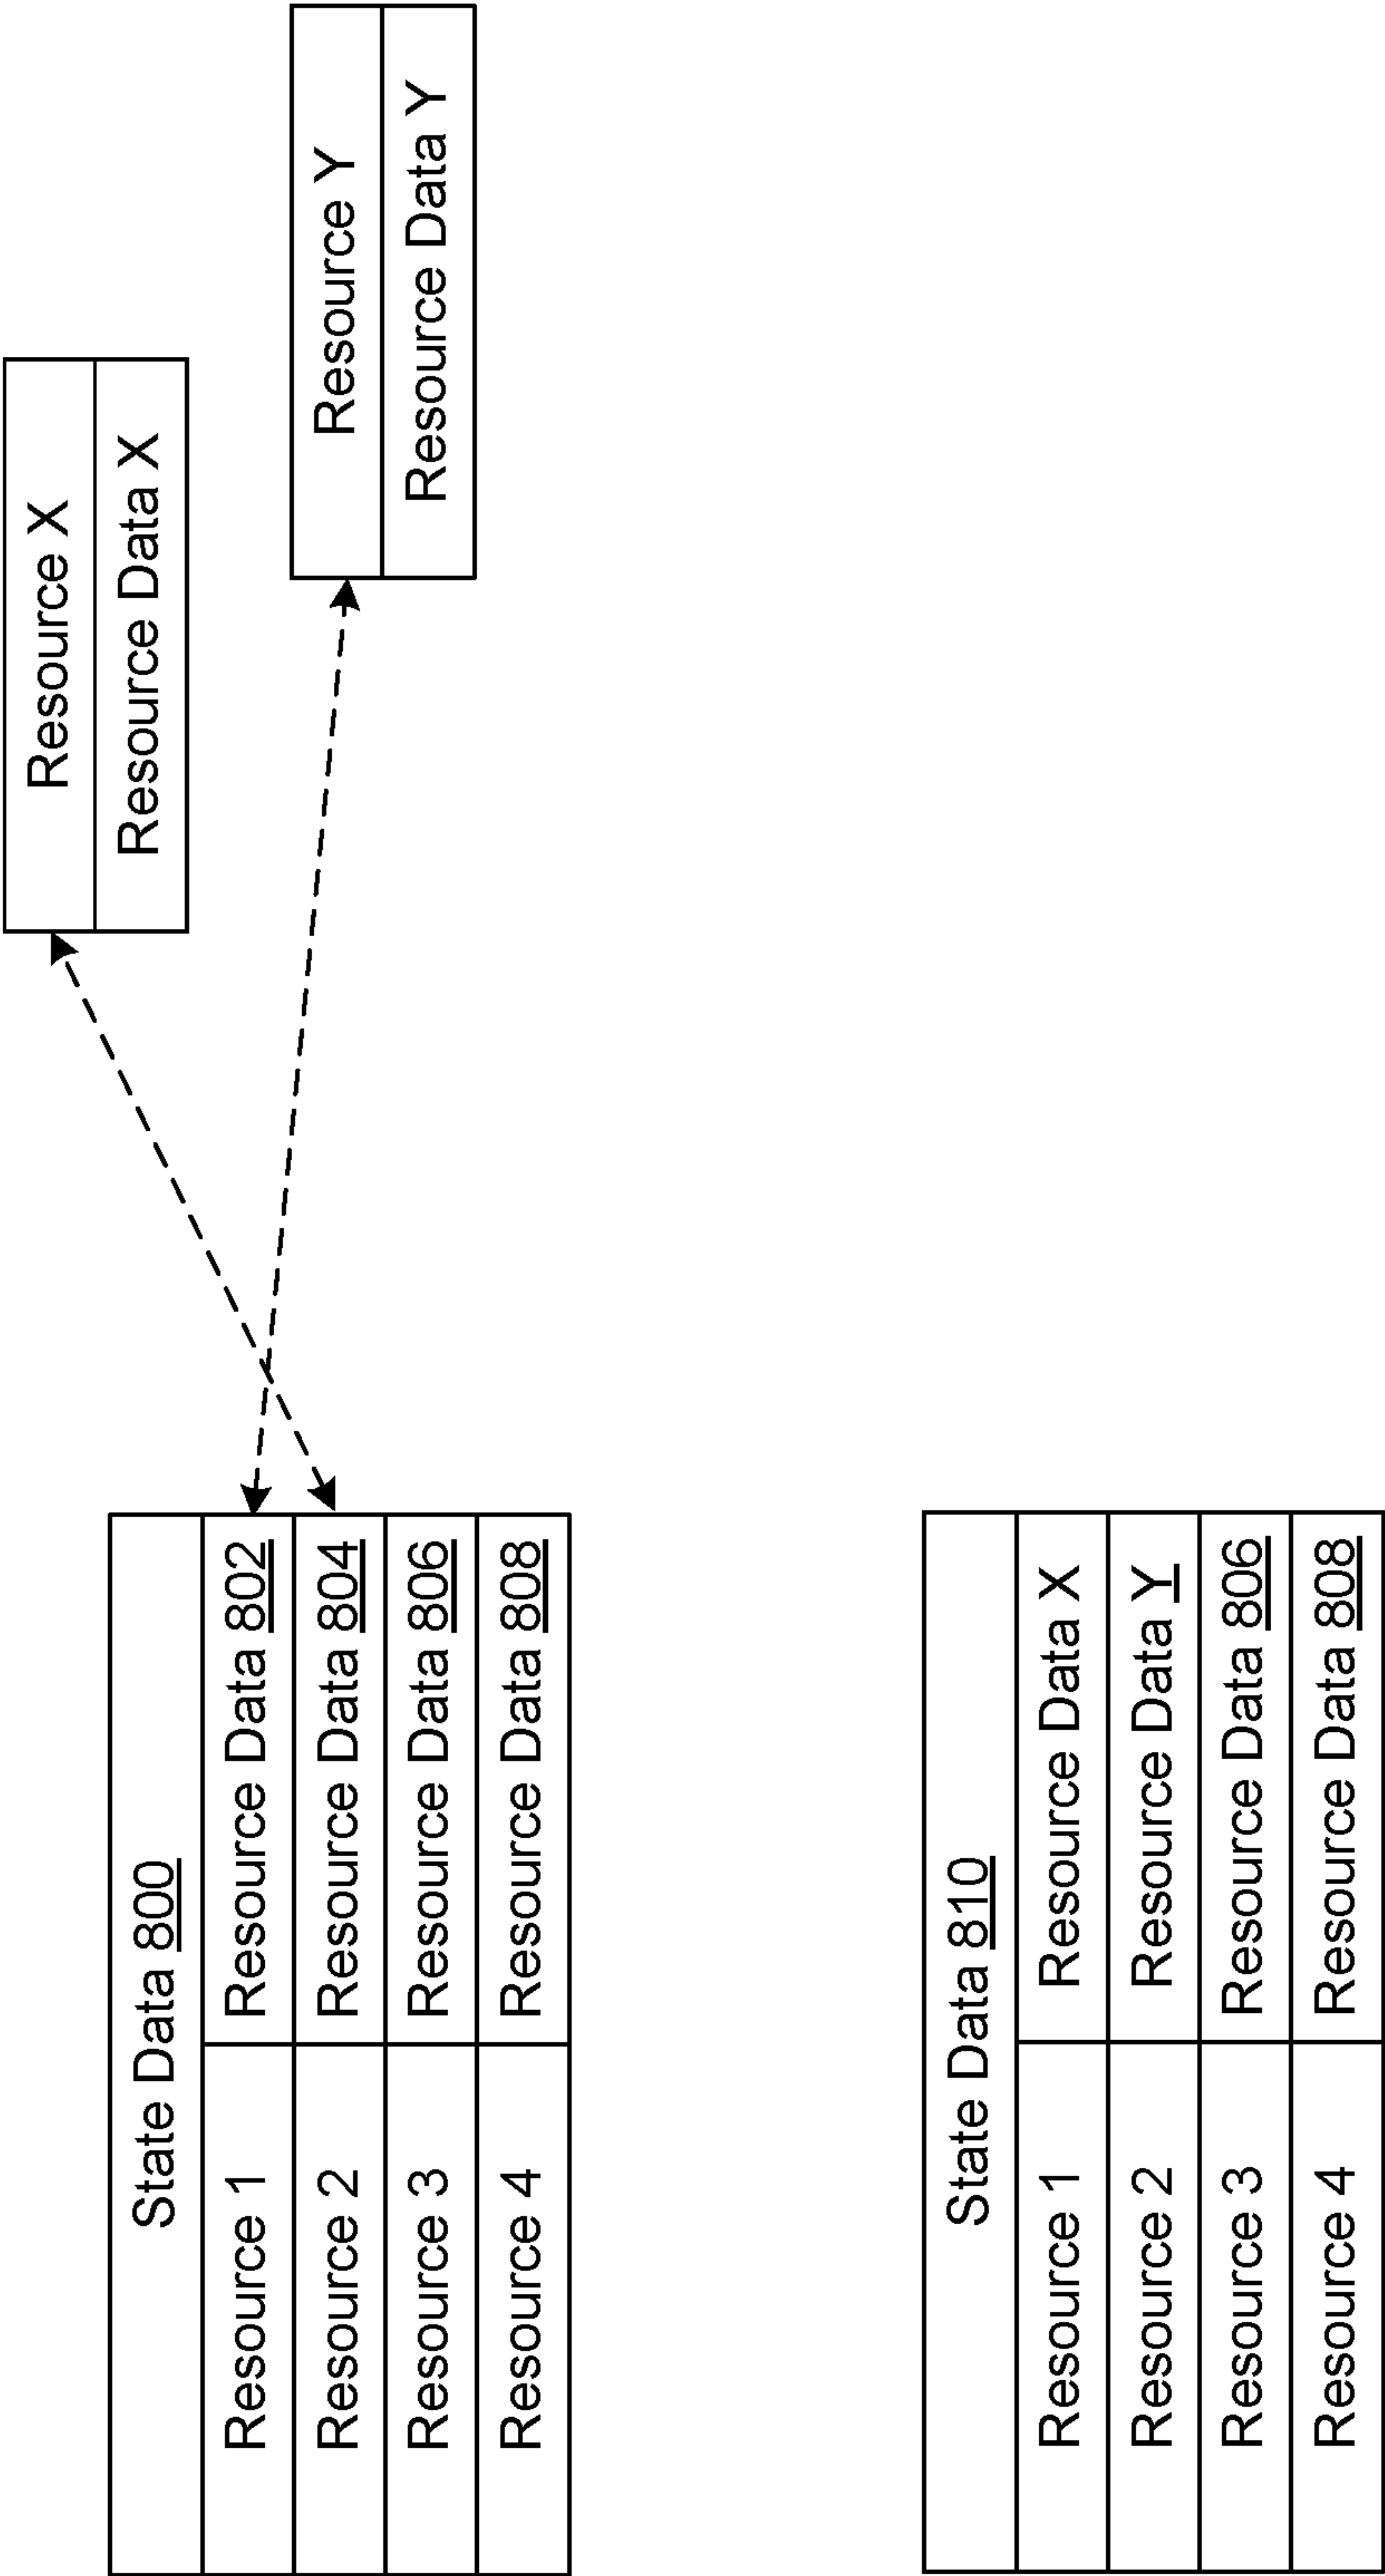 State Data 800
Resource 1 Resource Data 802
Resource 2 Resource Data 804
Resource 3 Resource Data 806
Resource 4 Resource Data 808
Resource X
Resource Data X
Resource Y
Resource Data Y
State Data 810
Resource 1 Resource Data X
Resource 2 Resource Data Y
Resource 3 Resource Data 806
Resource 4 Resource Data 808